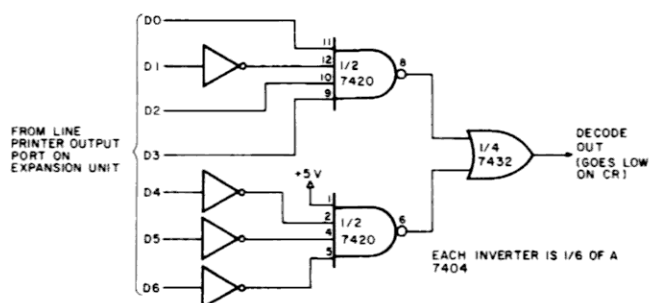 D0
D1
D2
D3
D4
D5
D6
FROM LINE
PRINTER OUTPUT
PORT ON
EXPANSION UNIT
11
12
10
9
1/2
7420
8
+5V
1
2
4
5
1/2
7420
6
1/4
7432
DECODE
OUT
(GOES LOW
ON CR)
EACH INVERTER IS 1/6 OF A
7404